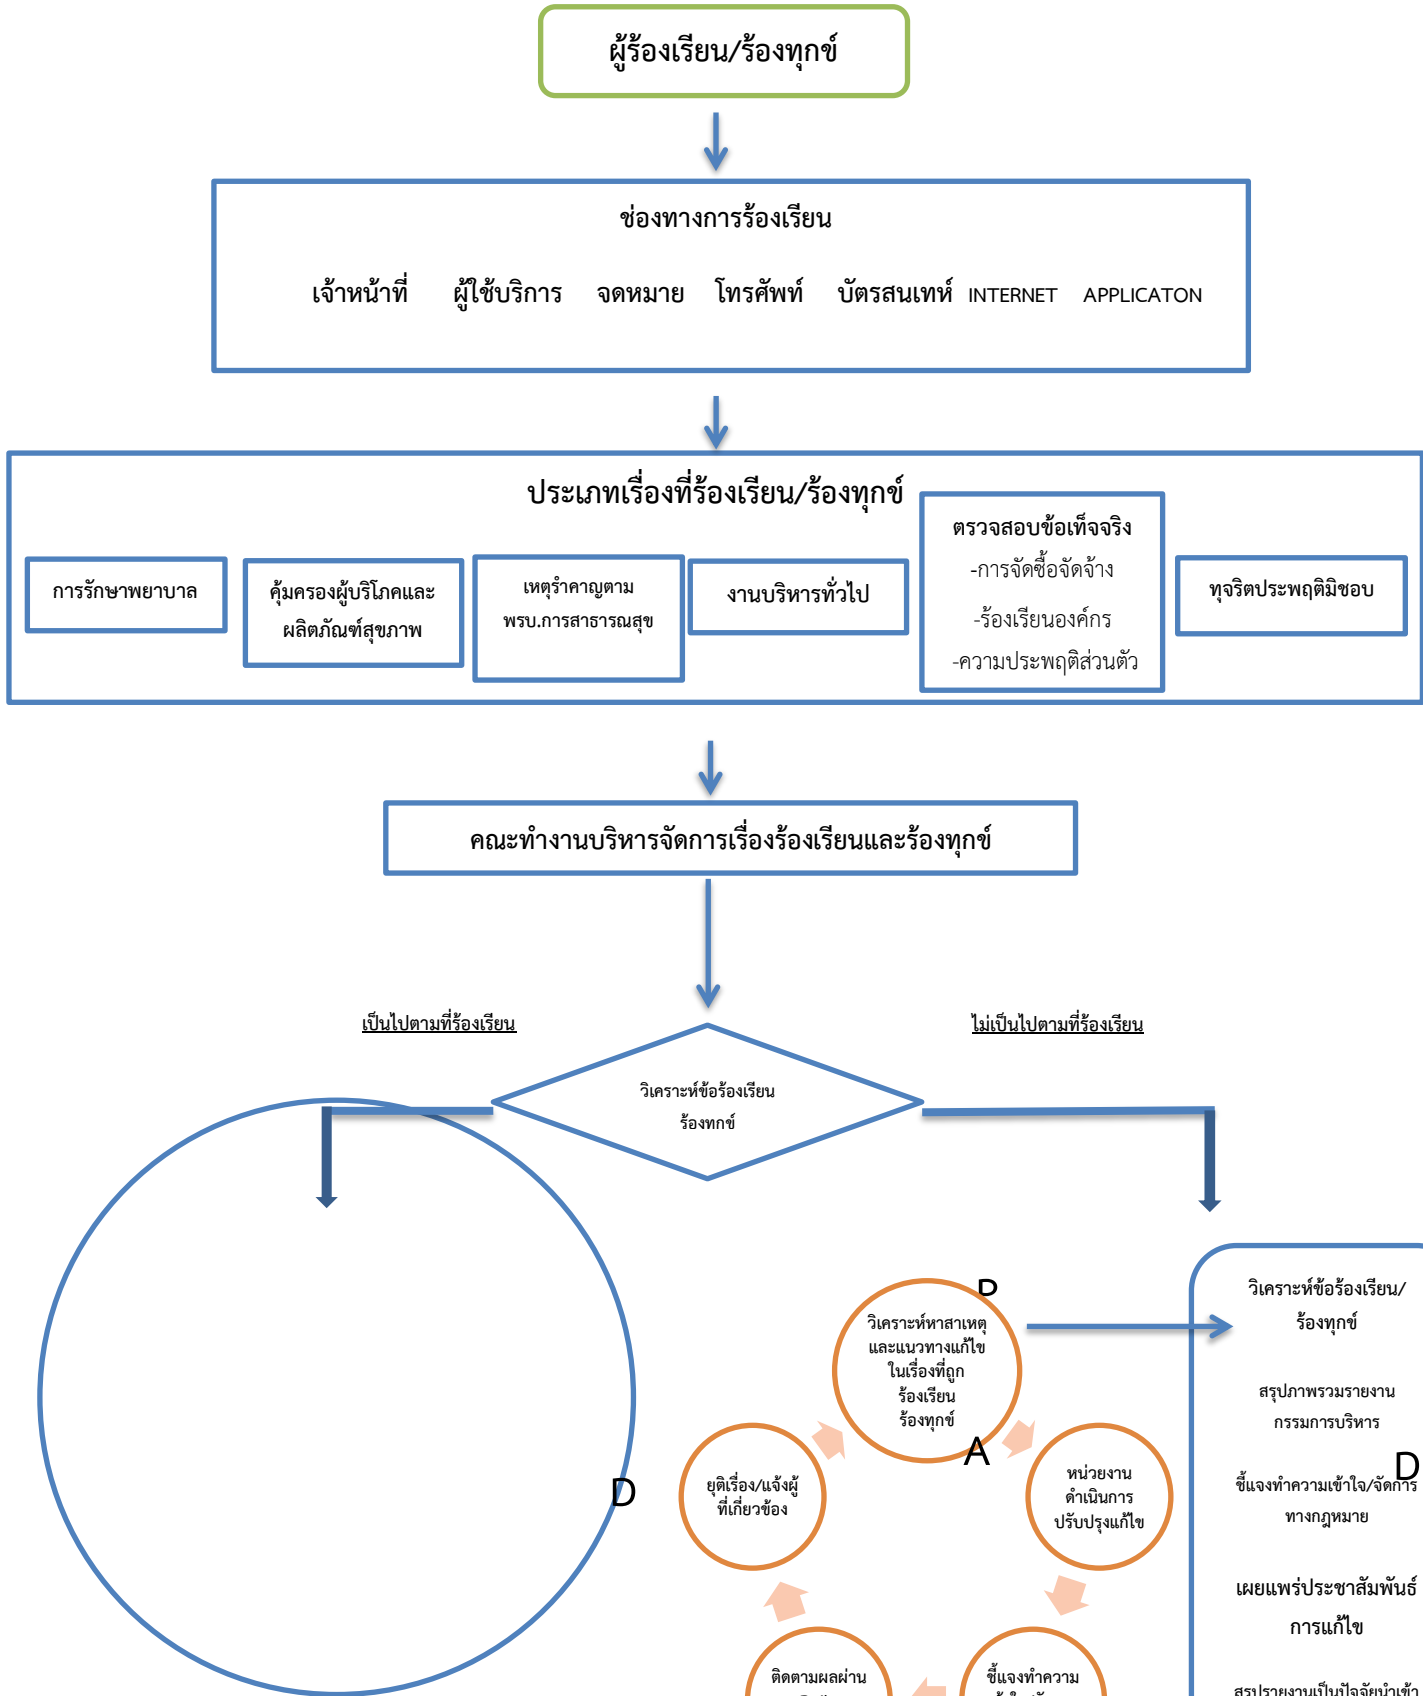 ผู้ร้องเรียน/ร้องทุกข์
ช่องทางการร้องเรียน
เจ้าหน้าที่ ผู้ใช้บริการ จดหมาย โทรศัพท์ บัตรสนเทห์ INTERNET APPLICATON
ประเภทเรื่องที่ร้องเรียน/ร้องทุกข์
การรักษาพยาบาล
คุ้มครองผู้บริโภคและ
ผลิตภัณฑ์สุขภาพ
เหตุรำคาญตาม
พรบ.การสาธารณสุข
งานบริหารทั่วไป
ตรวจสอบข้อเท็จจริง
-การจัดซื้อจัดจ้าง
-ร้องเรียนองค์กร
-ความประพฤติส่วนตัว
ทุจริตประพฤติมิชอบ
คณะทำงานบริหารจัดการเรื่องร้องเรียนและร้องทุกข์
เป็นไปตามที่ร้องเรียน
ไม่เป็นไปตามที่ร้องเรียน
วิเคราะห์ข้อร้องเรียน
ร้องทกข์
วิเคราะห์หาสาเหตุ
และแนวทางแก้ไข
ในเรื่องที่ถูก
ร้องเรียน
ร้องทุกข์
A
หน่วยงาน
ดำเนินการ
ปรับปรุงแก้ไข
ชี้แจงทำความ
ติดตามผลผ่าน
ยุติเรื่อง/แจ้งผู้
ที่เกี่ยวข้อง
D
วิเคราะห์ข้อร้องเรียน/
ร้องทุกข์
สรุปภาพรวมรายงาน
กรรมการบริหาร
D
ชี้แจงทำความเข้าใจ/จัดการ
ทางกฎหมาย
เผยแพร่ประชาสัมพันธ์
การแก้ไข
สรุปรายงานเป็นปัจจัยนำเข้า